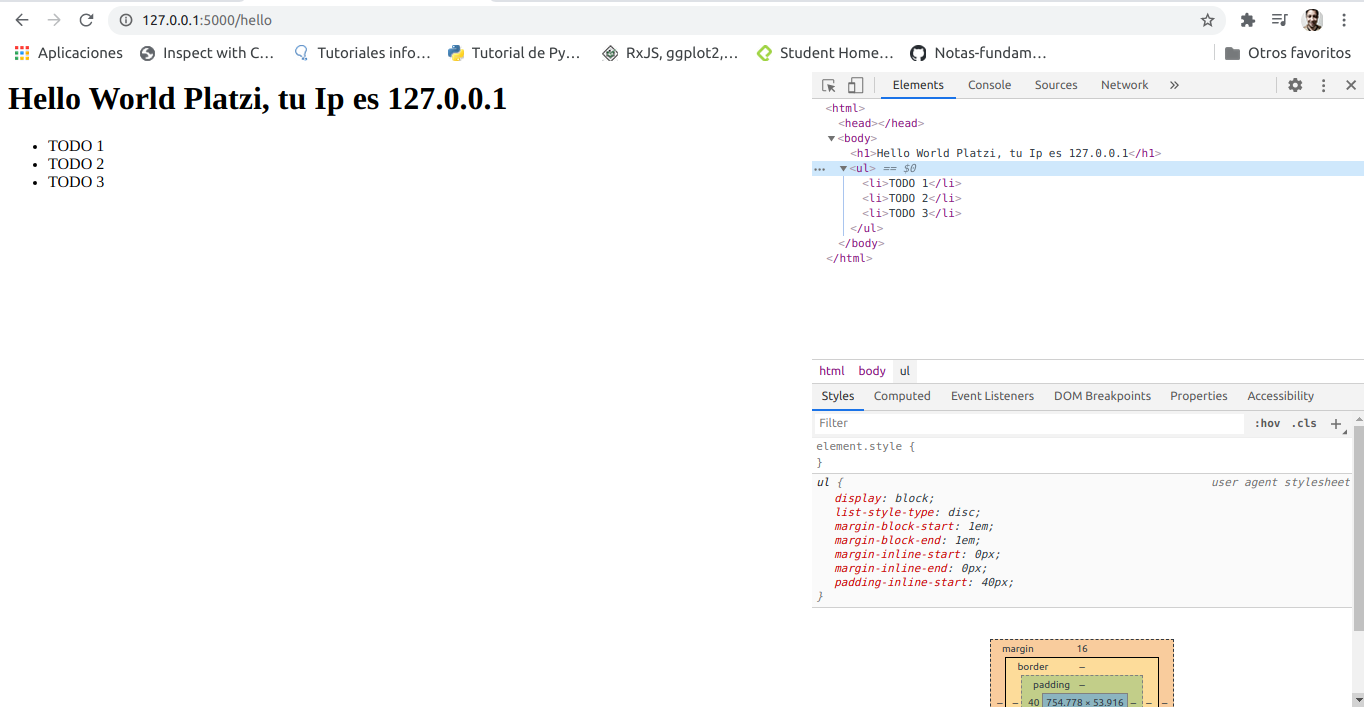 127.0.0.1:5000/hello
Aplicaciones Inspect with C... Tutoriales info... Tutorial de Py... RxJS, ggplot2,... Student Home... Notas-fundam... Otros favoritos
Hello World Platzi, tu Ip es 127.0.0.1
• TODO 1
• TODO 2
• TODO 3
Elements Console Sources Network »
<html>
<head></head>
▼<body>
<h1>Hello World Platzi, tu Ip es 127.0.0.1</h1>
... ▼<ul> == $0
<li>TODO 1</li>
<li>TODO 2</li>
<li>TODO 3</li>
</ul>
</body>
</html>
html body ul
Styles Computed Event Listeners DOM Breakpoints Properties Accessibility
Filter :hov .cls +
element.style {
}
ul { user agent stylesheet
display: block;
list-style-type: disc;
margin-block-start: 1em;
margin-block-end: 1em;
margin-inline-start: 0px;
margin-inline-end: 0px;
padding-inline-start: 40px;
}
margin 16
border –
padding –
– – 40 754.778 × 53.916 – – –